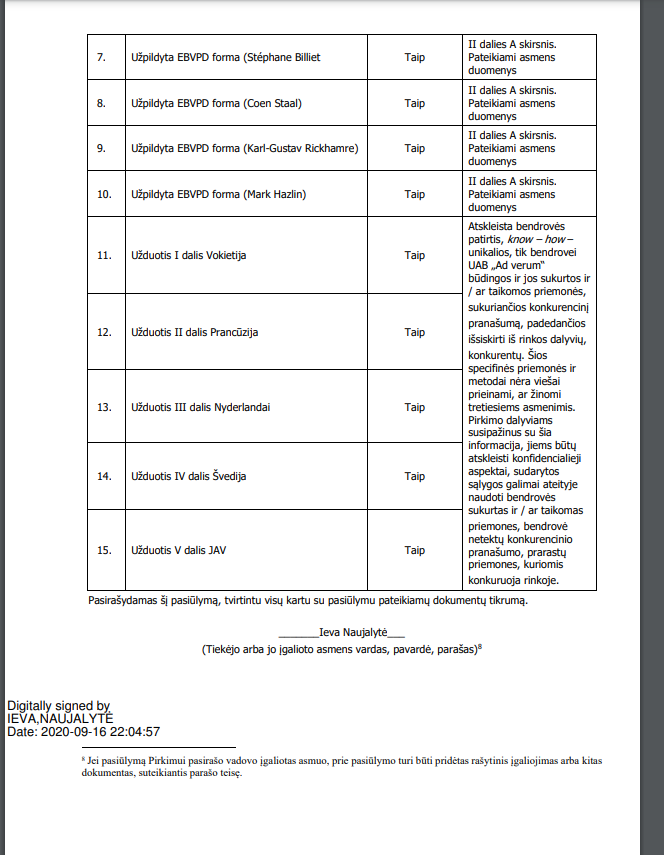 7.
Užpildyta EBVPD forma (Stéphane Billiet
Taip
II dalies A skirsnis.
Pateikiami asmens
duomenys
8.
Užpildyta EBVPD forma (Coen Staal)
Taip
II dalies A skirsnis.
Pateikiami asmens
duomenys
9.
Užpildyta EBVPD forma (Karl-Gustav Rickhamre)
Taip
II dalies A skirsnis.
Pateikiami asmens
duomenys
10.
Užpildyta EBVPD forma (Mark Hazlin)
Taip
II dalies A skirsnis.
Pateikiami asmens
duomenys
11.
Užduotis I dalis Vokietija
Taip
12.
Užduotis II dalis Prancūzija
Taip
13.
Užduotis III dalis Nyderlandai
Taip
14.
Užduotis IV dalis Švedija
Taip
15.
Užduotis V dalis JAV
Taip
Atskleista bendrovės
patirtis, know – how –
unikalios, tik bendrovei
UAB „Ad verum“
būdingos ir jos sukurtos ir
/ ar taikomos priemonės,
sukuriančios konkurencinį
pranašumą, padedančios
išsiskirti iš rinkos dalyvių,
konkurentų. Šios
specifinės priemonės ir
metodai nėra viešai
prieinami, ar žinomi
tretiesiems asmenimis.
Pirkimo dalyviams
susipažinus su šia
informacija, jiems būtų
atskleisti konfidencialieji
aspektai, sudarytos
sąlygos galimai ateityje
naudoti bendrovės
sukurtas ir / ar taikomas
priemones, bendrovė
netektų konkurencinio
pranašumo, prarastų
priemones, kuriomis
konkuruoja rinkoje.
Pasirašydamas šį pasiūlymą, tvirtintu visų kartu su pasiūlymu pateikiamų dokumentų tikrumą.
_______Ieva Naujalytė___
(Tiekėjo arba jo įgalioto asmens vardas, pavardė, parašas)⁸
Digitally signed by
IEVA,NAUJALYTĖ
Date: 2020-09-16 22:04:57
⁸ Jei pasiūlymą Pirkimui pasirašo vadovo įgaliotas asmuo, prie pasiūlymo turi būti pridėtas rašytinis įgaliojimas arba kitas
dokumentas, suteikiantis parašo teisę.